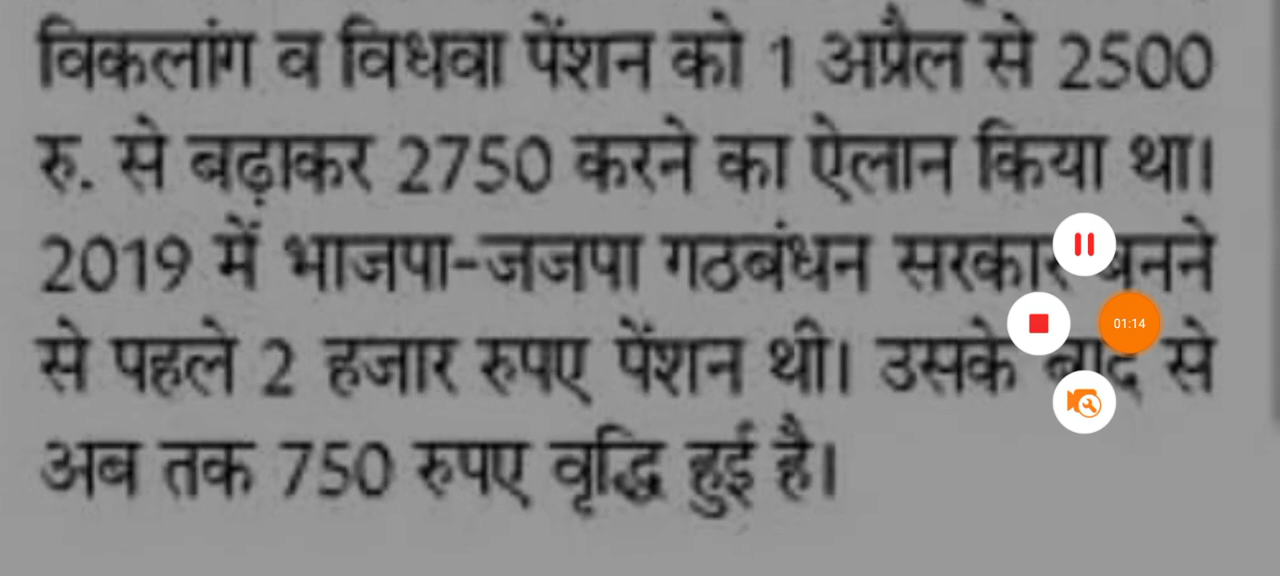 विकलांग व विधवा पेंशन को 1 अप्रैल से 2500
रु. से बढ़ाकर 2750 करने का ऐलान किया था।
2019 में भाजपा-जजपा गठबंधन सरकार बनने
से पहले 2 हजार रुपए पेंशन थी। उसके बाद से
अब तक 750 रुपए वृद्धि हुई है।
01:14